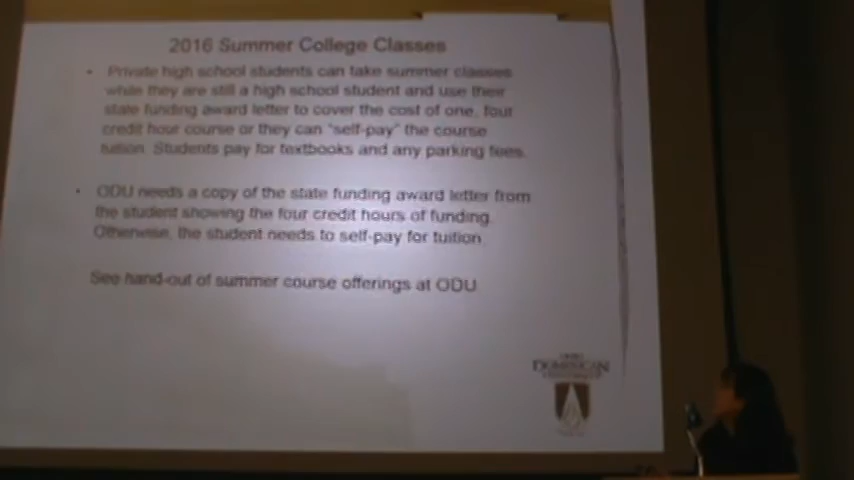 2016 Summer College Classes
• Private high school students can take summer classes
while they are still a high school student and use their
state funding award letter to cover the cost of one, four
credit hour course or they can "self-pay" the course
tuition. Students pay for textbooks and any parking fees.
• ODU needs a copy of the state funding award letter from
the student showing the four credit hours of funding.
Otherwise, the student needs to self-pay for tuition.
See hand-out of summer course offerings at ODU
OHIO
DOMINICAN
UNIVERSITY